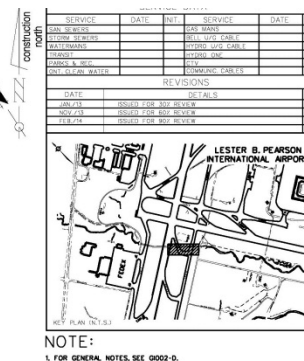 construction north
SERVICE DATE INIT. SERVICE DATE
SAN. SEWERS GAS MAINS
STORM SEWERS BELL U/G CABLE
WATERMAINS HYDRO U/G CABLE
TRANSIT HYDRO ONE
PARKS & REC. CTV
ONT. CLEAN WATER COMMUNIC. CABLES
REVISIONS
DATE DETAILS
JAN./13 ISSUED FOR 30% REVIEW
NOV./13 ISSUED FOR 60% REVIEW
FEB./14 ISSUED FOR 90% REVIEW
LESTER B. PEARSON
INTERNATIONAL AIRPOR
FEDEX
KEY PLAN (N.T.S.)
NOTE:
1. FOR GENERAL NOTES, SEE G1002-D.